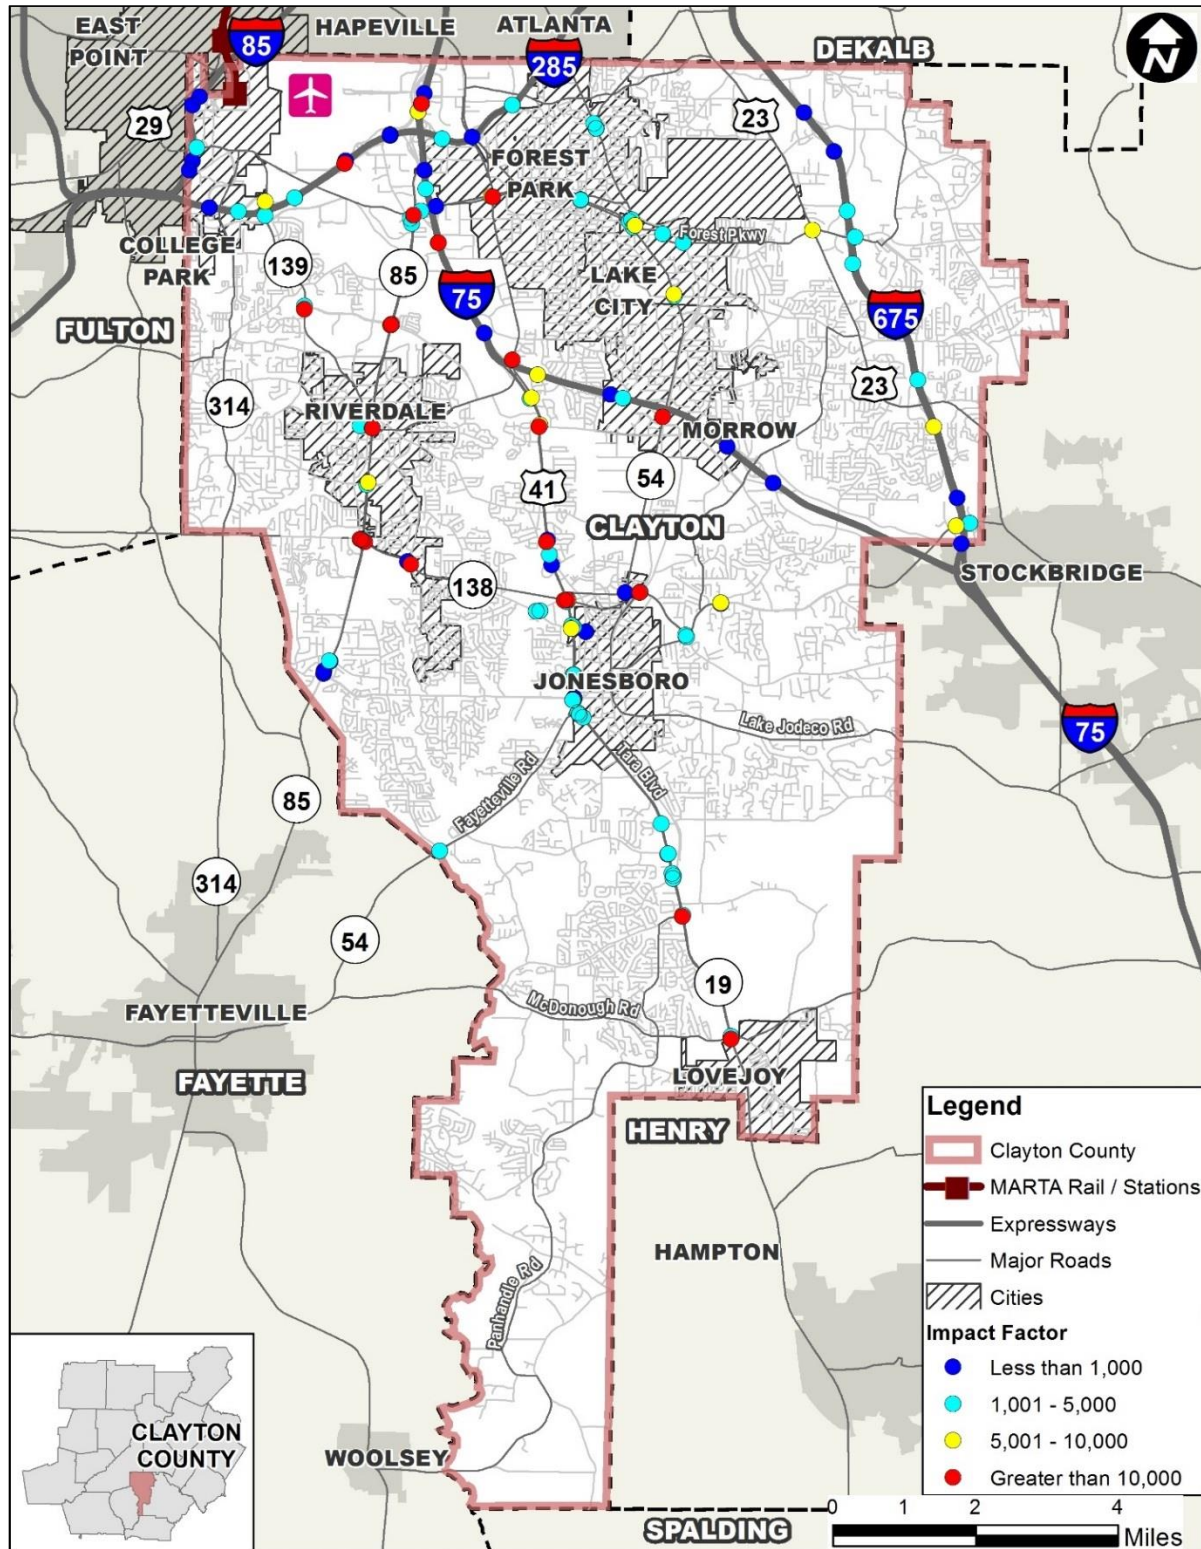 EAST
POINT
85
HAPEVILLE
ATLANTA
285
DEKALB
N
29
23
FOREST
PARK
Forest Pkwy
COLLEGE
PARK
139
85
75
LAKE
CITY
675
FULTON
314
RIVERDALE
MORROW
23
41
54
CLAYTON
138
STOCKBRIDGE
JONESBORO
Lake Jodeco Rd
75
Tara Blvd
Fayetteville Rd
85
314
54
19
McDonough Rd
FAYETTEVILLE
FAYETTE
LOVEJOY
HENRY
HAMPTON
Panhandle Rd
WOOLSEY
SPALDING
CLAYTON
COUNTY
Legend
Clayton County
MARTA Rail / Stations
Expressways
Major Roads
Cities
Impact Factor
Less than 1,000
1,001 - 5,000
5,001 - 10,000
Greater than 10,000
0 1 2 4
Miles